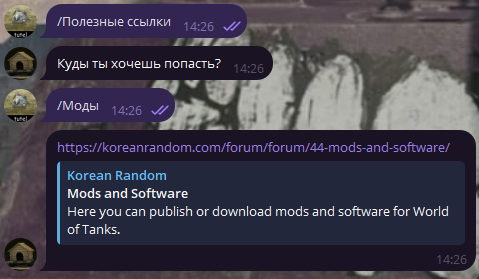 /Полезные ссылки
14:26
Куды ты хочешь попасть?
14:26
/Моды
14:26
https://koreanrandom.com/forum/forum/44-mods-and-software/
Korean Random
Mods and Software
Here you can publish or download mods and software for World
of Tanks.
14:26